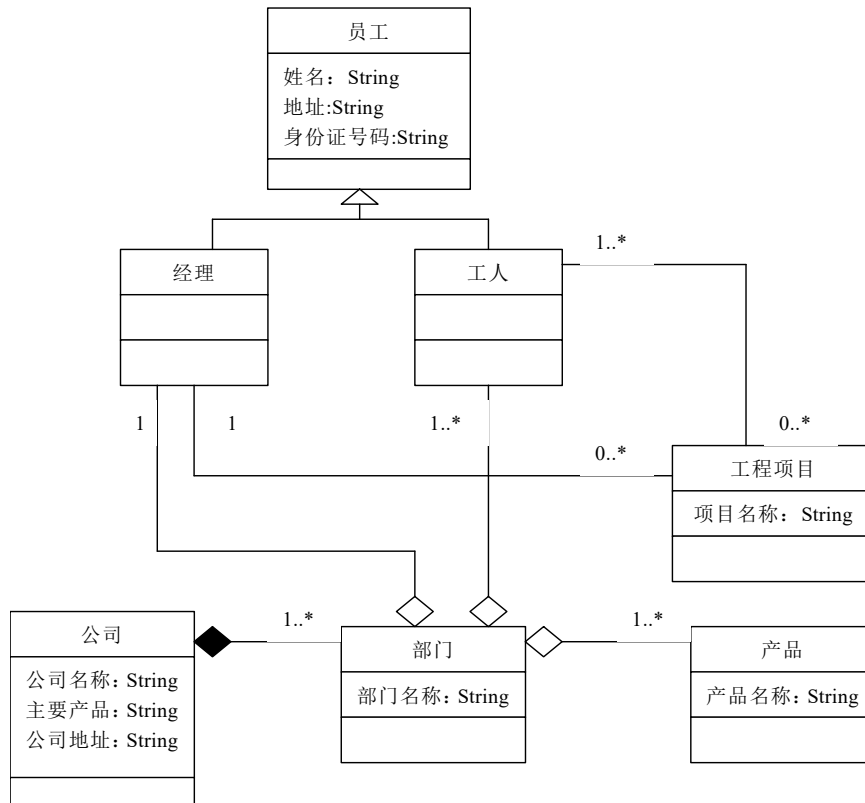 员工
姓名：String
地址:String
身份证号码:String
经理
工人
1..*
1
1
1..*
0..*
0..*
工程项目
项目名称：String
公司
公司名称：String
主要产品：String
公司地址：String
1..*
部门
部门名称：String
1..*
产品
产品名称：String